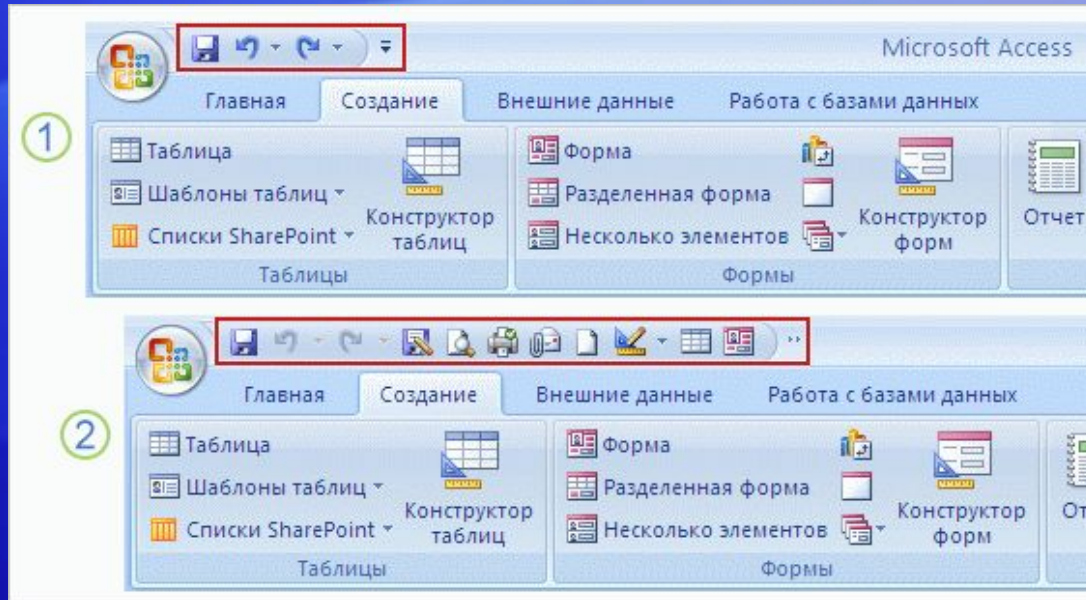 Microsoft Access
Главная Создание Внешние данные Работа с базами данных
1
Таблица
Шаблоны таблиц
Списки SharePoint
Конструктор
таблиц
Таблицы
Форма
Разделенная форма
Несколько элементов
Конструктор
форм
Формы
Отчет
Главная Создание Внешние данные Работа с базами данных
2
Таблица
Шаблоны таблиц
Списки SharePoint
Конструктор
таблиц
Таблицы
Форма
Разделенная форма
Несколько элементов
Конструктор
форм
Формы
От